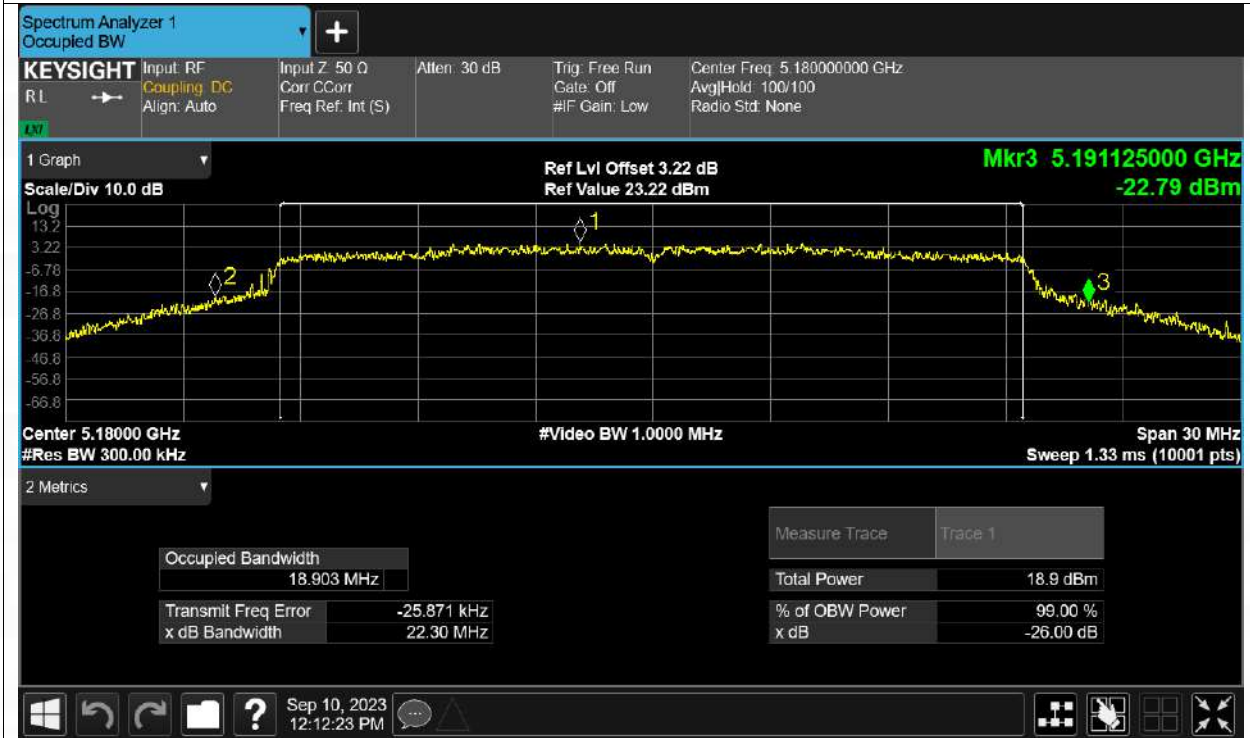 Spectrum Analyzer 1
Occupied BW
+
KEYSIGHT
RL
LXI
Input: RF
Coupling: DC
Align: Auto
Input Z: 50 Ω
Corr CCorr
Freq Ref: Int (S)
Atten: 30 dB
Trig: Free Run
Gate: Off
#IF Gain: Low
Center Freq: 5.180000000 GHz
Avg|Hold: 100/100
Radio Std: None
1 Graph
Scale/Div 10.0 dB
Ref Lvl Offset 3.22 dB
Ref Value 23.22 dBm
Mkr3 5.191125000 GHz
-22.79 dBm
Log
13.2
3.22
-6.78
-16.8
-26.8
-36.8
-46.8
-56.8
-66.8
1
2
3
Center 5.18000 GHz
#Res BW 300.00 kHz
#Video BW 1.0000 MHz
Span 30 MHz
Sweep 1.33 ms (10001 pts)
2 Metrics
Measure Trace Trace 1
Occupied Bandwidth
18.903 MHz
Total Power 18.9 dBm
Transmit Freq Error -25.871 kHz
% of OBW Power 99.00 %
x dB Bandwidth 22.30 MHz
x dB -26.00 dB
?
Sep 10, 2023
12:12:23 PM